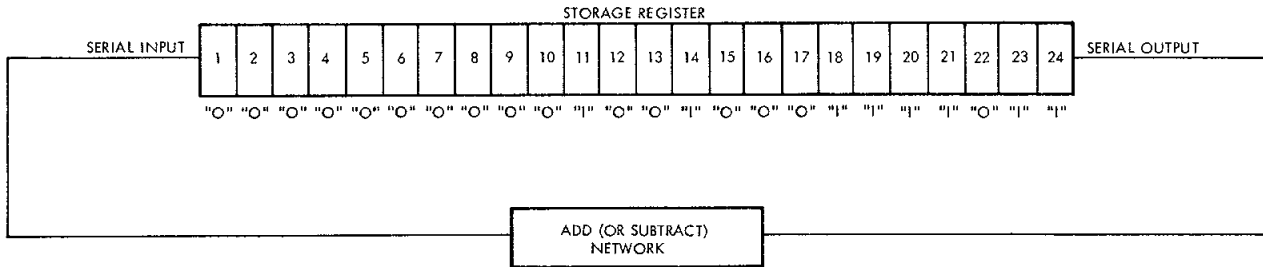 STORAGE REGISTER
SERIAL INPUT
1 2 3 4 5 6 7 8 9 10 11 12 13 14 15 16 17 18 19 20 21 22 23 24
SERIAL OUTPUT
"0" "0" "0" "0" "0" "0" "0" "0" "0" "0" "1" "0" "0" "1" "0" "0" "0" "1" "1" "1" "1" "0" "1" "1"
ADD (OR SUBTRACT)
NETWORK